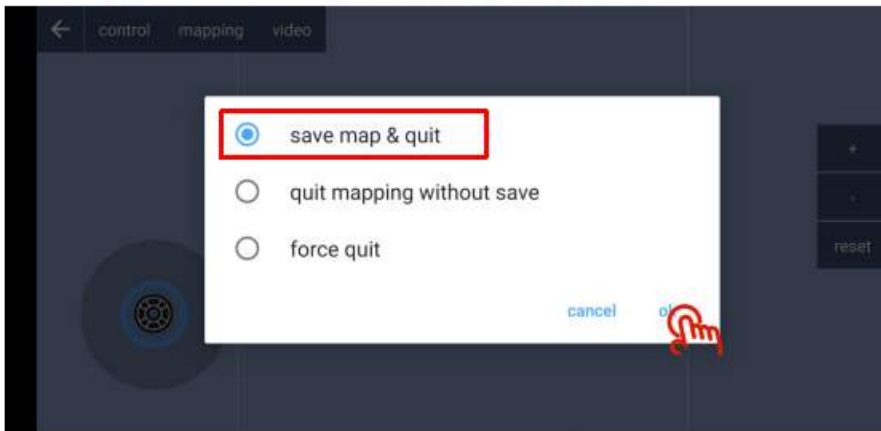 control mapping video
save map & quit
quit mapping without save
force quit
+
-
reset
cancel